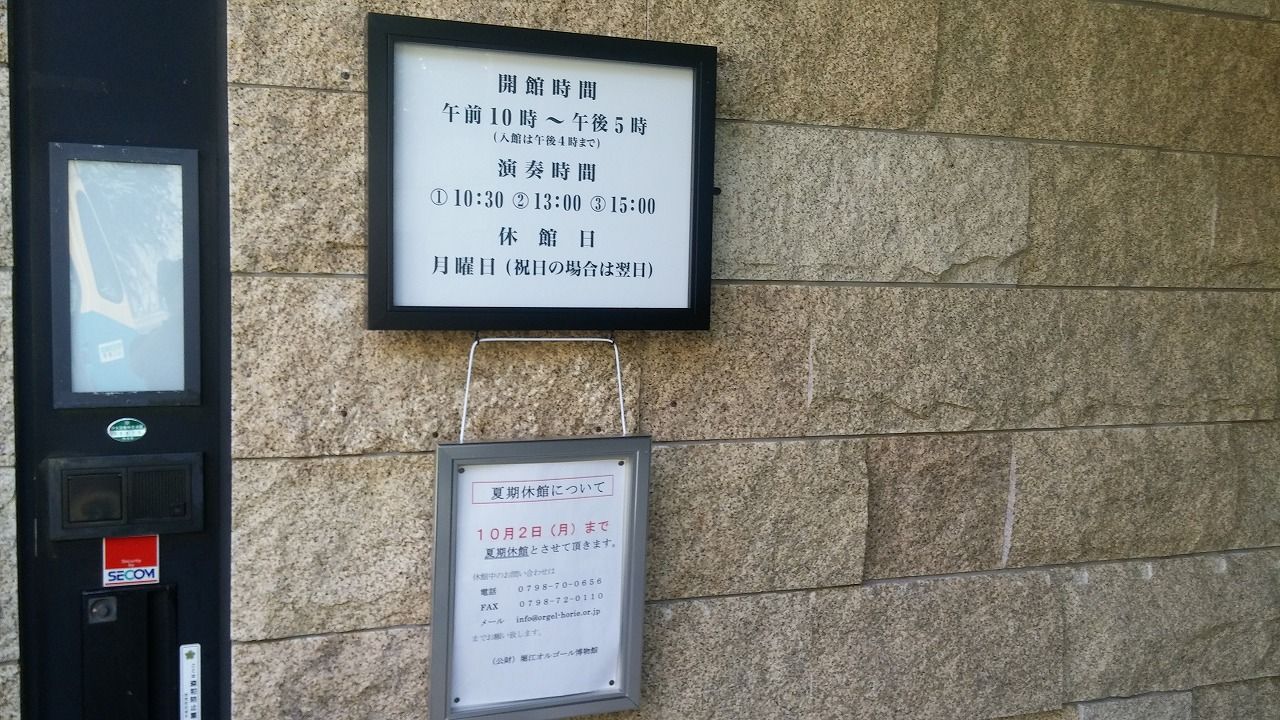 開館時間
午前10時～午後5時
(入館は午後4時まで)
演奏時間
①10:30 ②13:00 ③15:00
休館日
月曜日(祝日の場合は翌日)
夏期休館について
10月2日（月）まで
夏期休館とさせて頂きます。
休館中のお問い合わせは
電話 0798-70-0656
FAX 0798-72-0110
メール info@orgel-horie.or.jp
までお願い致します。
（公財）堀江オルゴール博物館
Security by
SECOM